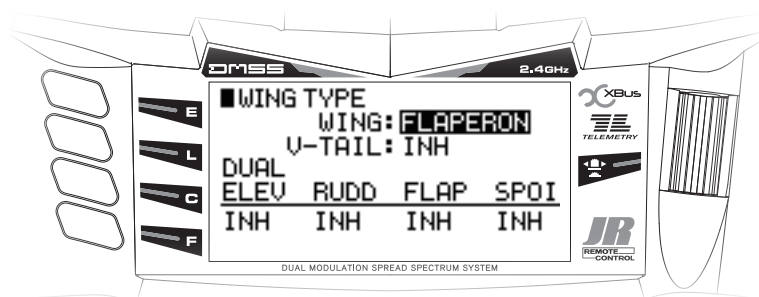 DMSS
2.4GHz
■WING TYPE
WING: FLAPERON
V-TAIL: INH
DUAL
ELEV RUDD FLAP SPOI
INH INH INH INH
E
L
C
F
XBus
TELEMETRY
JR
REMOTE
CONTROL
DUAL MODULATION SPREAD SPECTRUM SYSTEM